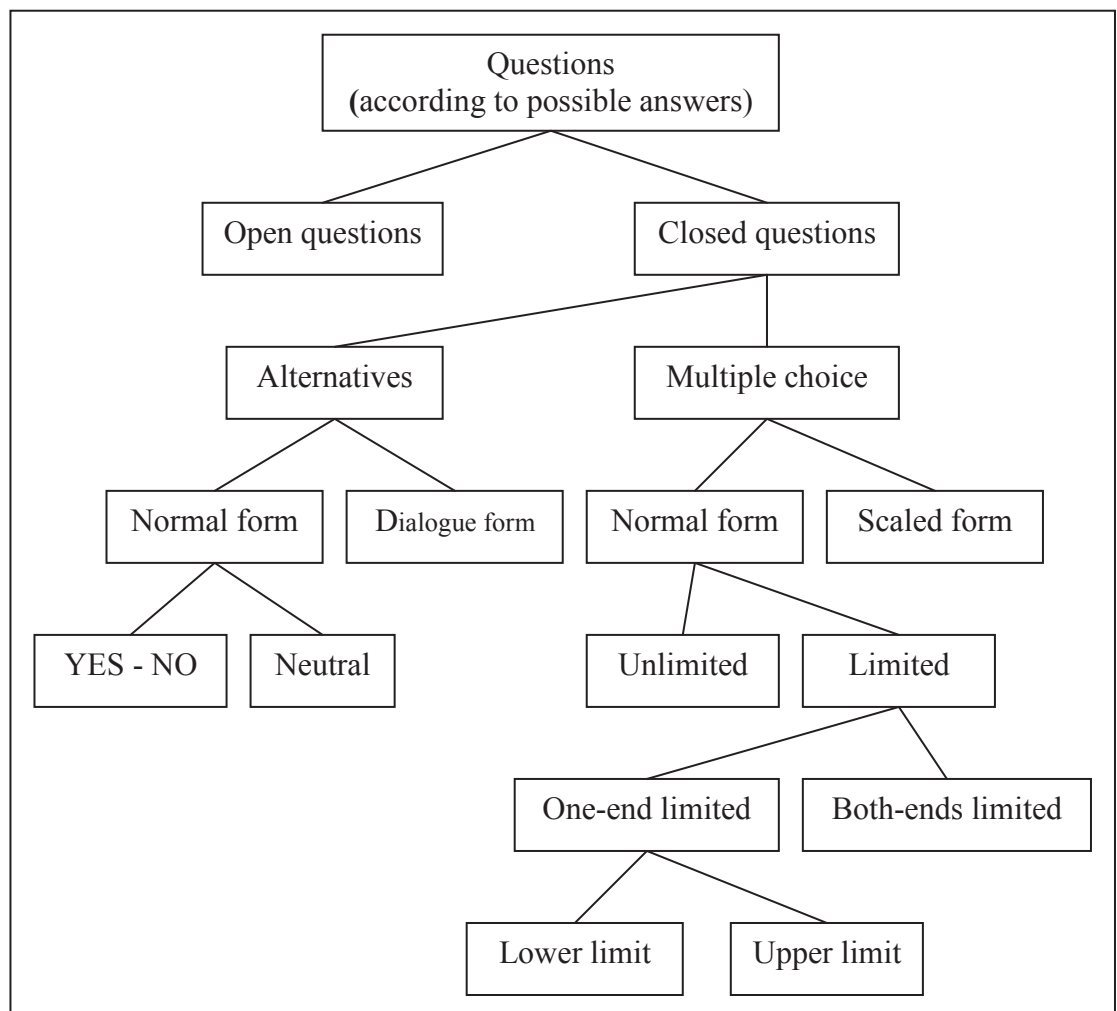 Questions
(according to possible answers)
Open questions
Closed questions
Alternatives
Multiple choice
Normal form
Dialogue form
Normal form
Scaled form
YES - NO
Neutral
Unlimited
Limited
One-end limited
Both-ends limited
Lower limit
Upper limit